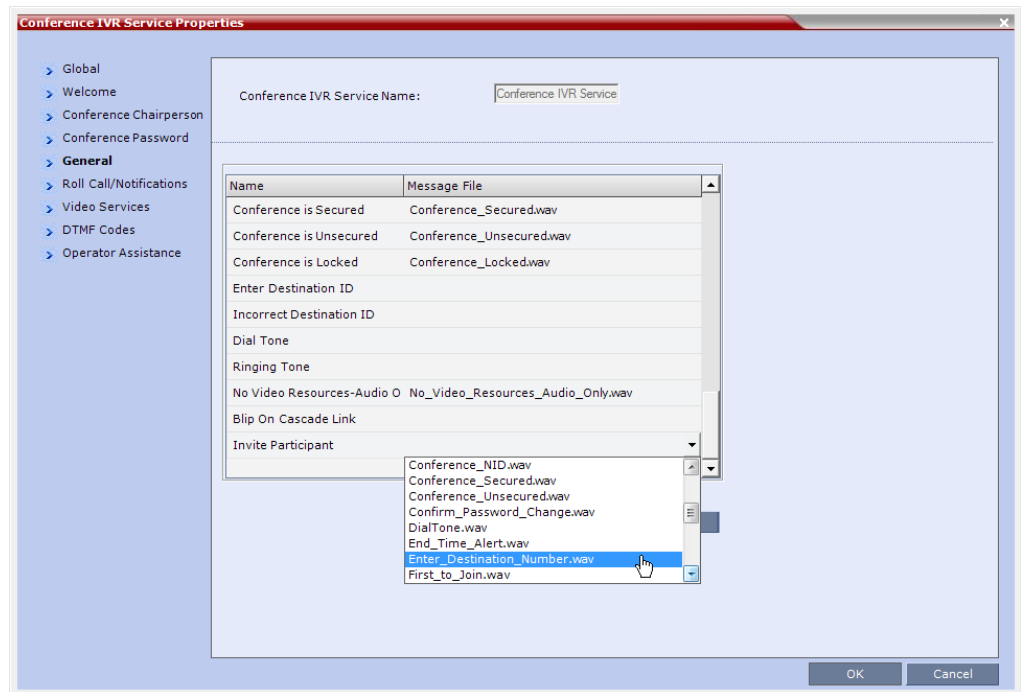 Conference IVR Service Properties
Global
Welcome
Conference Chairperson
Conference Password
General
Roll Call/Notifications
Video Services
DTMF Codes
Operator Assistance
Conference IVR Service Name: Conference IVR Service
Name Message File
Conference is Secured Conference_Secured.wav
Conference is Unsecured Conference_Unsecured.wav
Conference is Locked Conference_Locked.wav
Enter Destination ID
Incorrect Destination ID
Dial Tone
Ringing Tone
No Video Resources-Audio O No_Video_Resources_Audio_Only.wav
Blip On Cascade Link
Invite Participant
Conference_NID.wav
Conference_Secured.wav
Conference_Unsecured.wav
Confirm_Password_Change.wav
DialTone.wav
End_Time_Alert.wav
Enter_Destination_Number.wav
First_to_Join.wav
OK Cancel